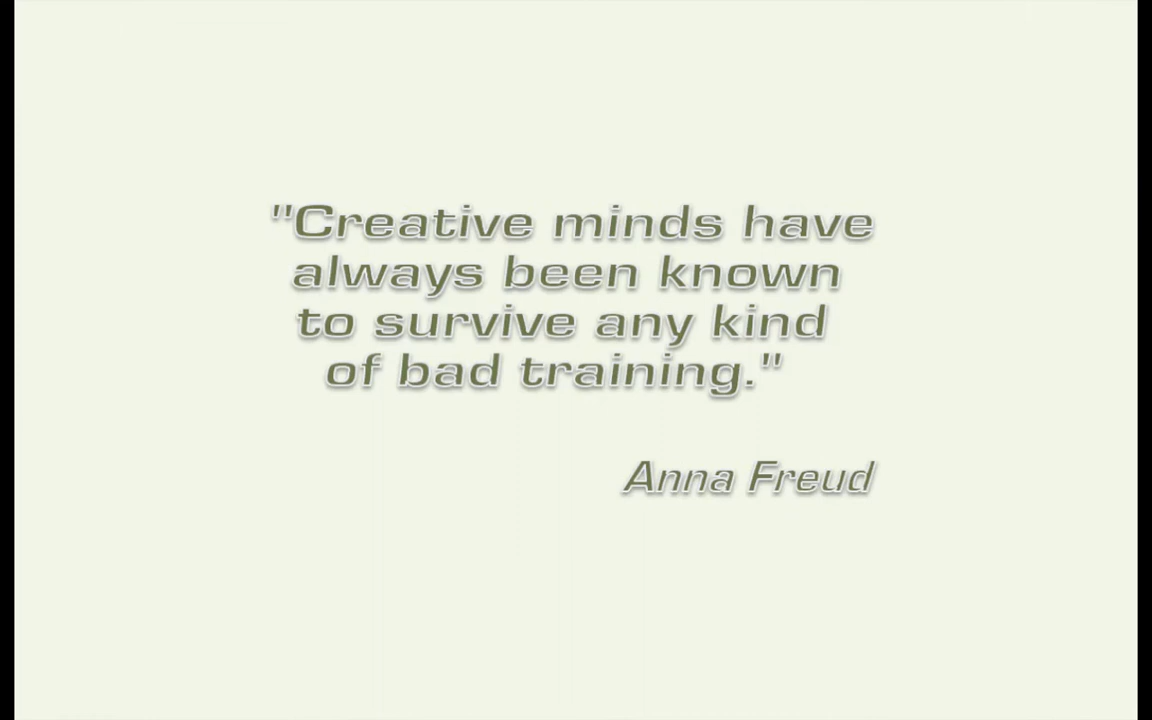 "Creative minds have
always been known
to survive any kind
of bad training."
Anna Freud